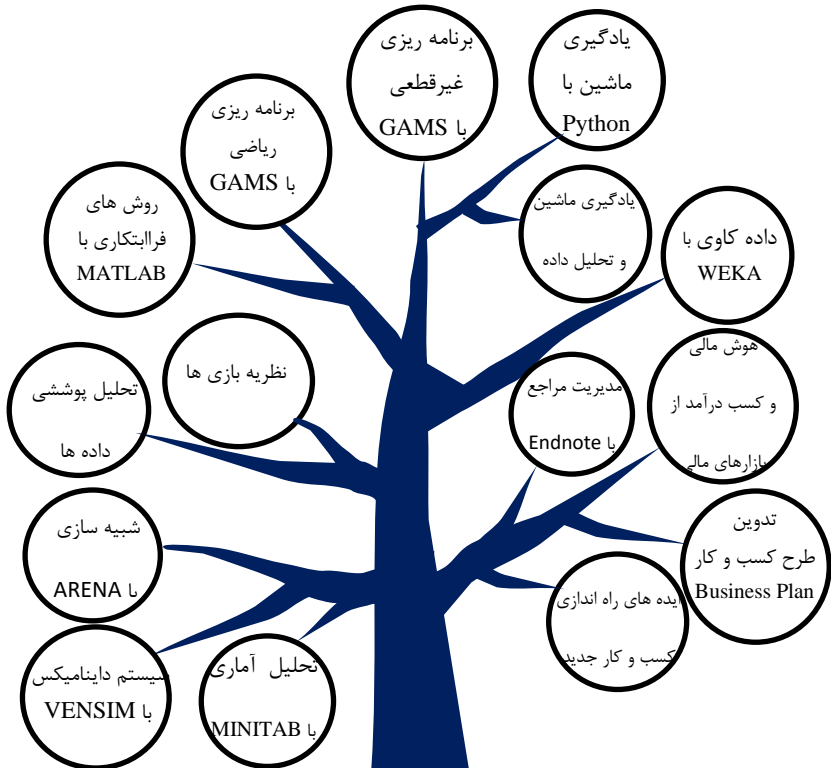 برنامه ریزی
غیرقطعی
با GAMS
یادگیری
ماشین با
Python
برنامه ریزی
ریاضی
با GAMS
روش های
فراابتکاری با
MATLAB
یادگیری ماشین
و تحلیل داده
داده کاوی با
WEKA
هوش مالی
و کسب درآمد از
بازارهای مالی
نظریه بازی ها
مدیریت مراجع
با Endnote
تحلیل پوششی
داده ها
شبیه سازی
با ARENA
تدوین
طرح کسب و کار
Business Plan
ایده های راه اندازی
کسب و کار جدید
سیستم داینامیکس
با VENSIM
تحلیل آماری
با MINITAB